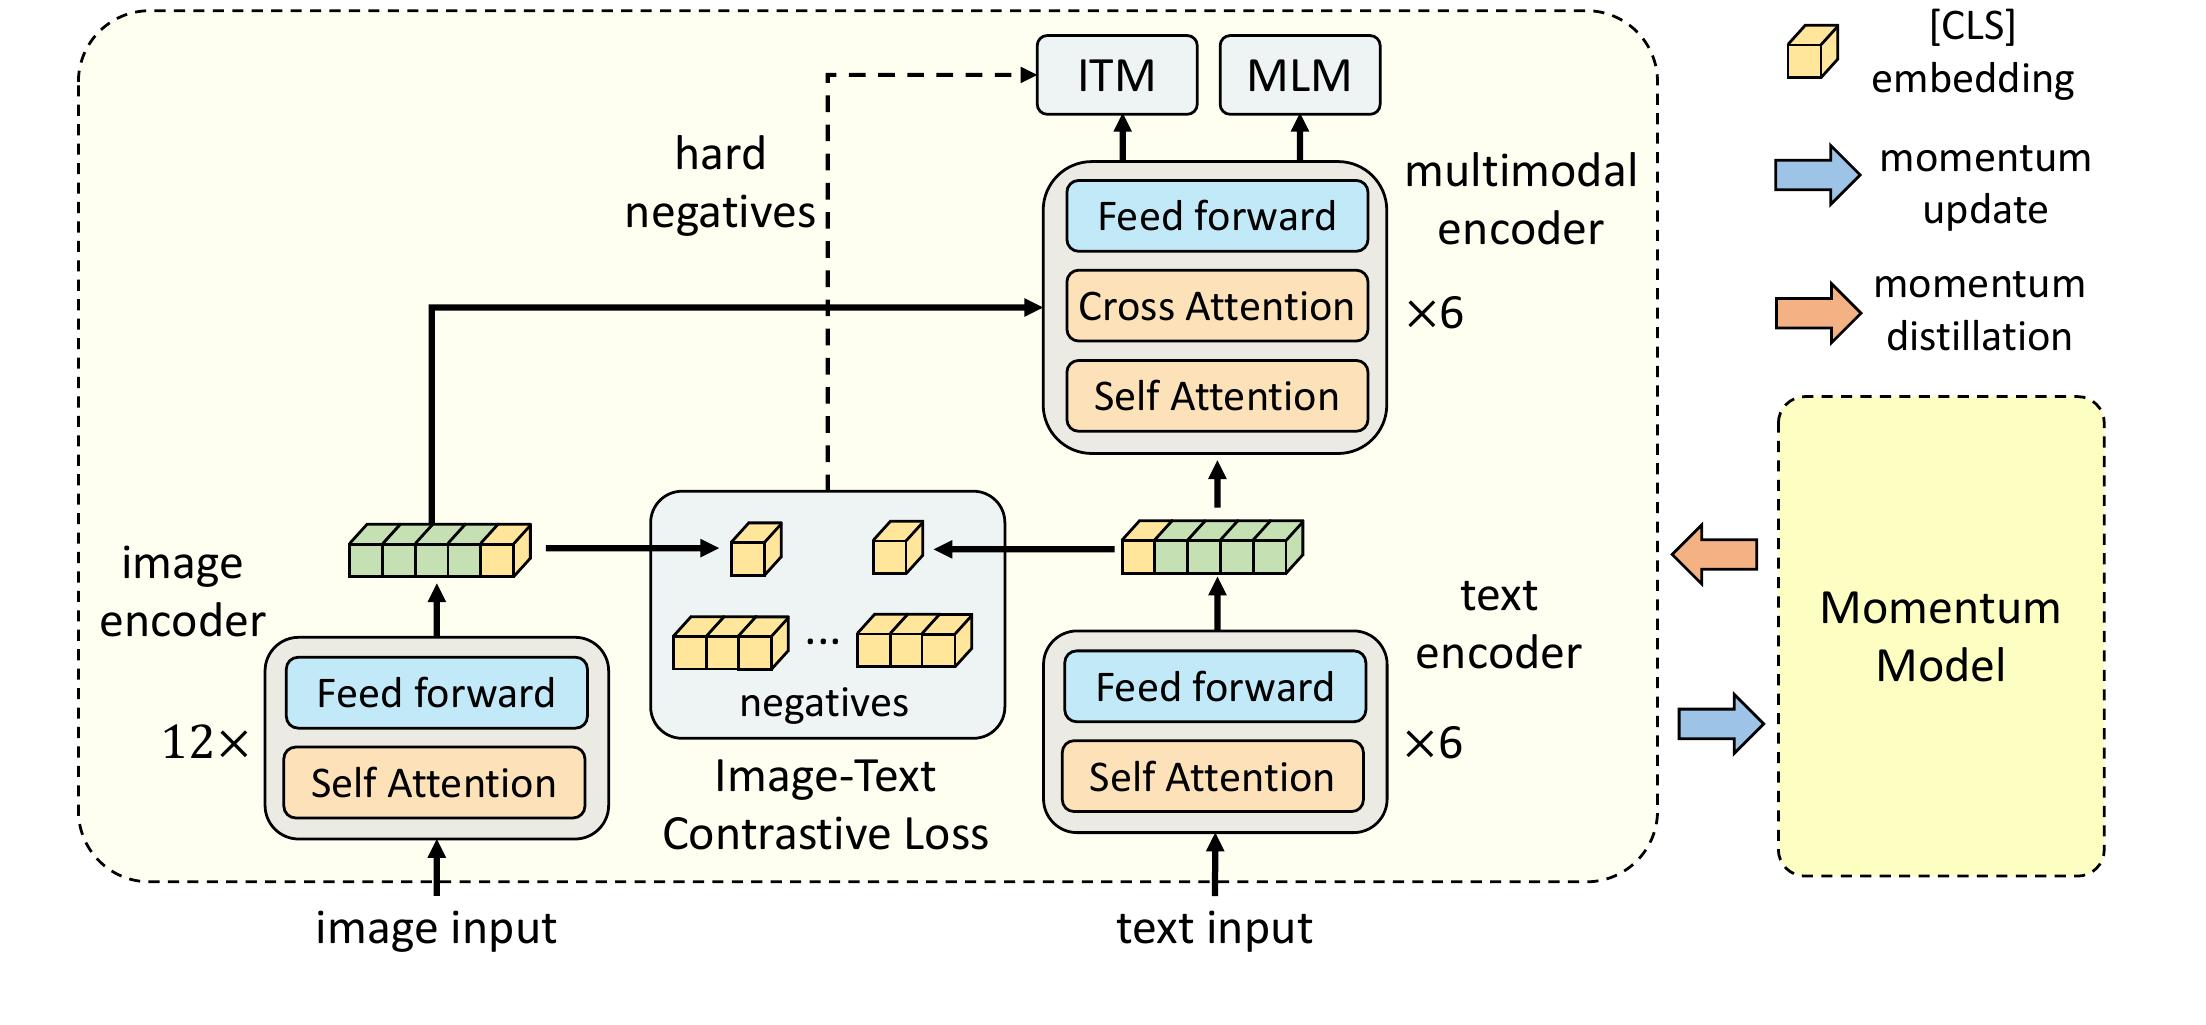 ITM
MLM
hard
negatives
Feed forward
Cross Attention
Self Attention
multimodal
encoder
×6
image
encoder
12×
Feed forward
Self Attention
...
negatives
Image-Text
Contrastive Loss
Feed forward
Self Attention
text
encoder
×6
image input
text input
[CLS]
embedding
momentum
update
momentum
distillation
Momentum
Model